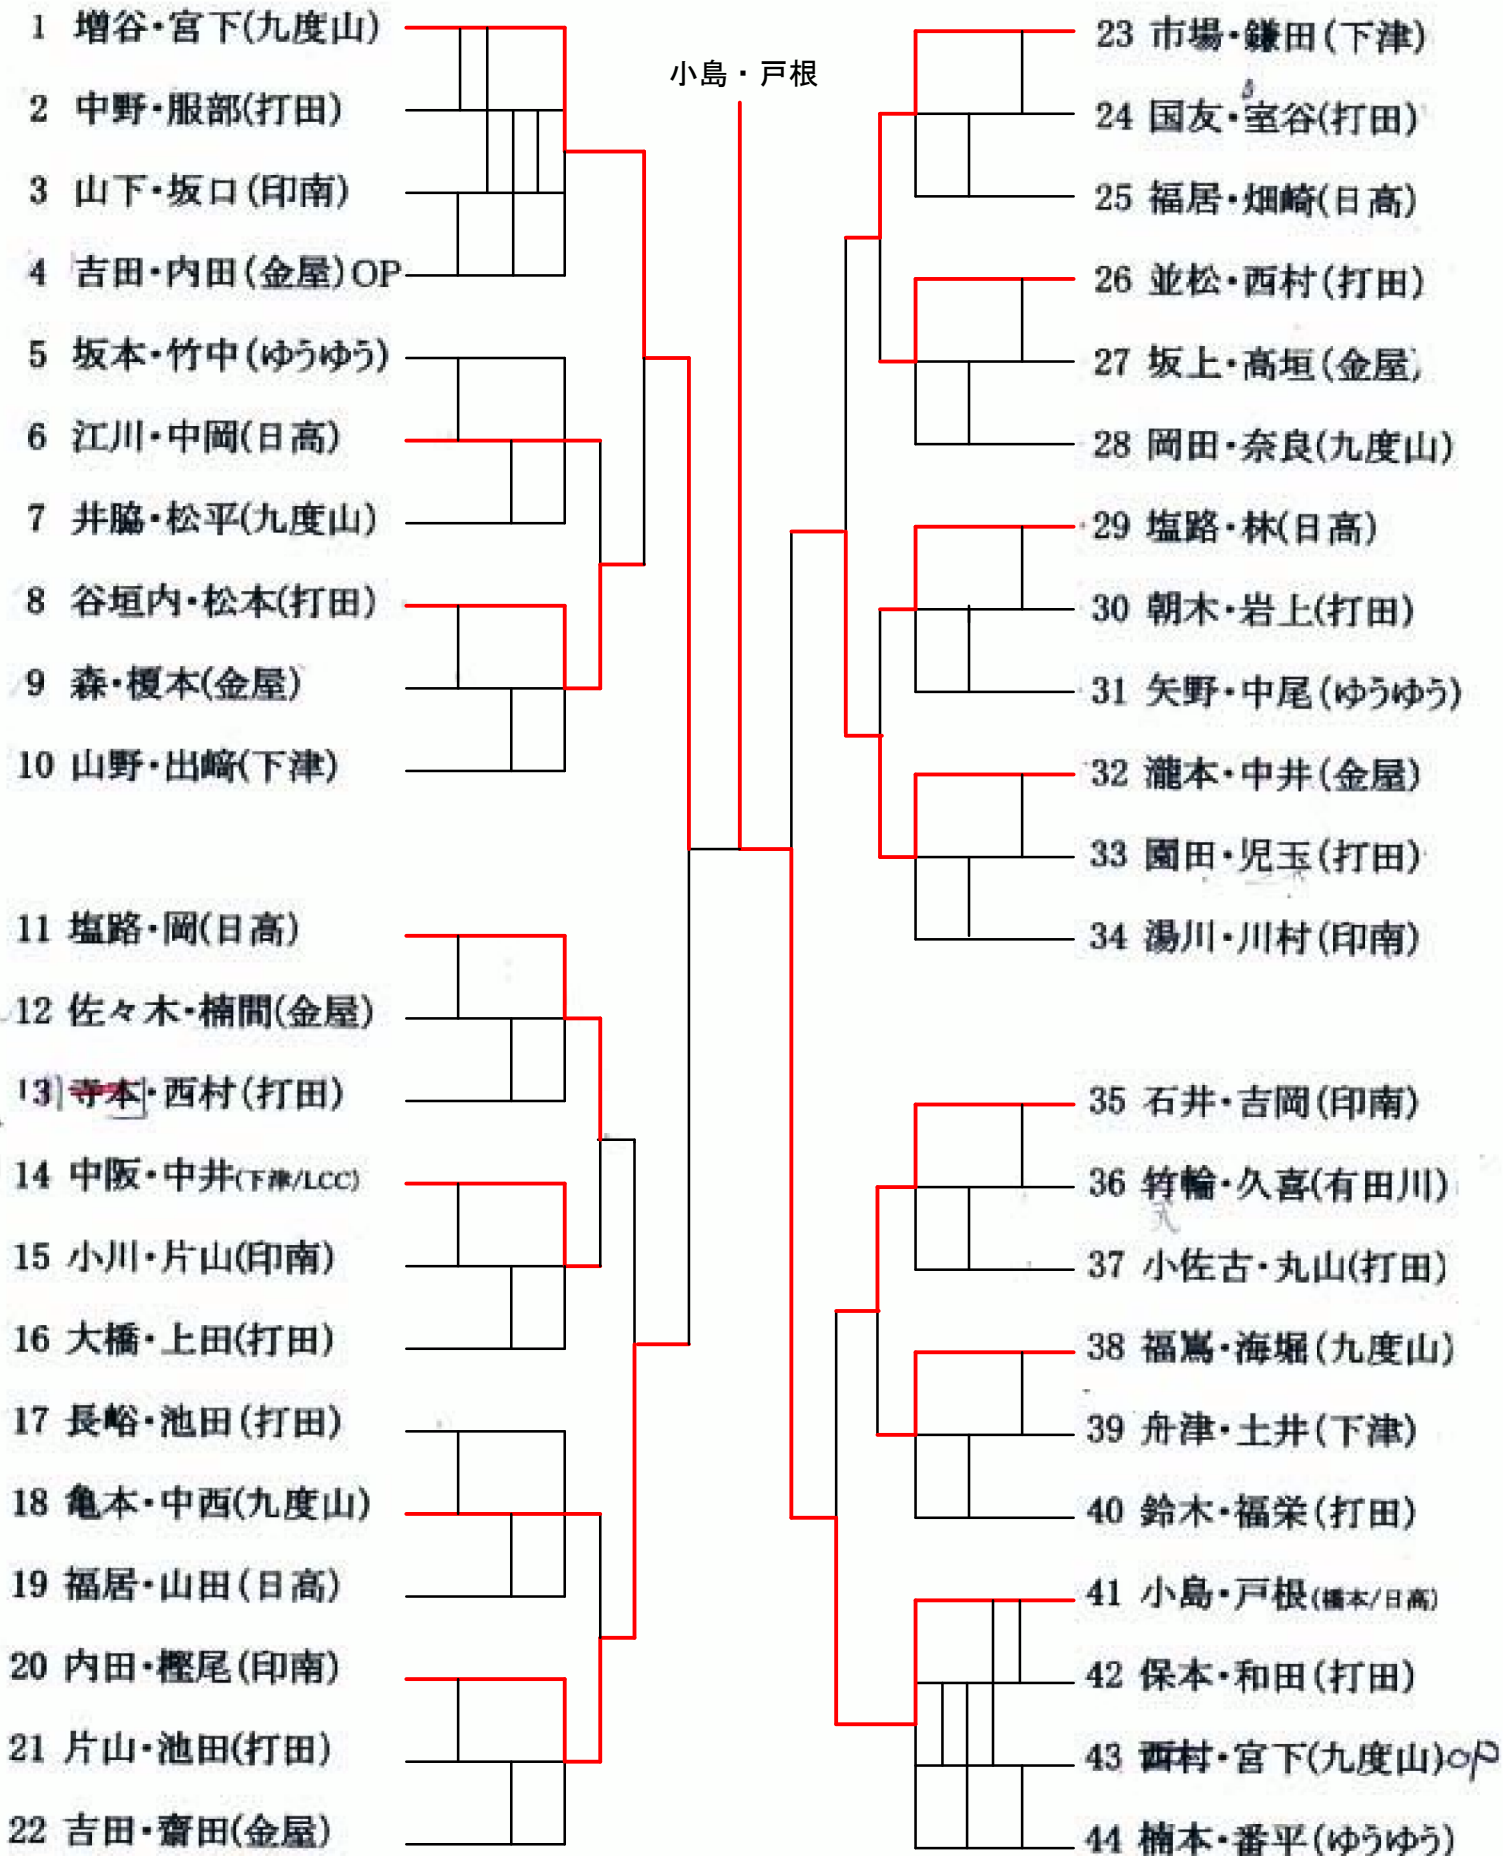 小島・戸根
1 増谷・宮下(九度山)
2 中野・服部(打田)
3 山下・坂口(印南)
4 吉田・内田(金屋)OP
5 坂本・竹中(ゆうゆう)
6 江川・中岡(日高)
7 井脇・松平(九度山)
8 谷垣内・松本(打田)
9 森・榎本(金屋)
10 山野・出﨑(下津)
11 塩路・岡(日高)
12 佐々木・楠間(金屋)
13 寺本・西村(打田)
14 中阪・中井(下津/LCC)
15 小川・片山(印南)
16 大橋・上田(打田)
17 長峪・池田(打田)
18 亀本・中西(九度山)
19 福居・山田(日高)
20 内田・樫尾(印南)
21 片山・池田(打田)
22 吉田・齋田(金屋)
23 市場・鎌田(下津)
24 国友・室谷(打田)
25 福居・畑崎(日高)
26 並松・西村(打田)
27 坂上・高垣(金屋)
28 岡田・奈良(九度山)
29 塩路・林(日高)
30 朝木・岩上(打田)
31 矢野・中尾(ゆうゆう)
32 瀧本・中井(金屋)
33 園田・児玉(打田)
34 湯川・川村(印南)
35 石井・吉岡(印南)
36 竹輪・久喜(有田川)
37 小佐古・丸山(打田)
38 福嶌・海堀(九度山)
39 舟津・土井(下津)
40 鈴木・福栄(打田)
41 小島・戸根(橋本/日高)
42 保本・和田(打田)
43 西村・宮下(九度山)OP
44 楠本・番平(ゆうゆう)